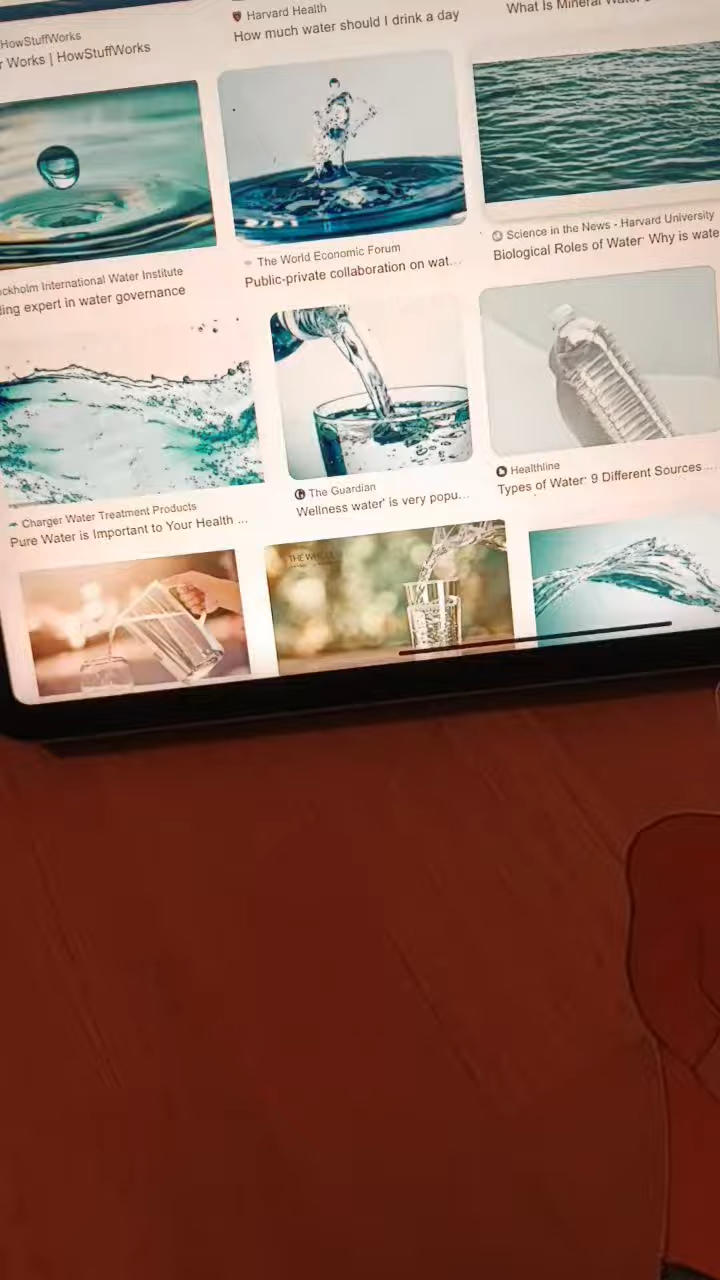 HowStuffWorks
Works | HowStuffWorks
Harvard Health
How much water should I drink a day
What Is Mineral
ckholm International Water Institute
ing expert in water governance
The World Economic Forum
Public-private collaboration on wat...
Science in the News - Harvard University
Biological Roles of Water: Why is wate
Charger Water Treatment Products
Pure Water is Important to Your Health ...
The Guardian
Wellness water' is very popu...
Healthline
Types of Water: 9 Different Sources ...